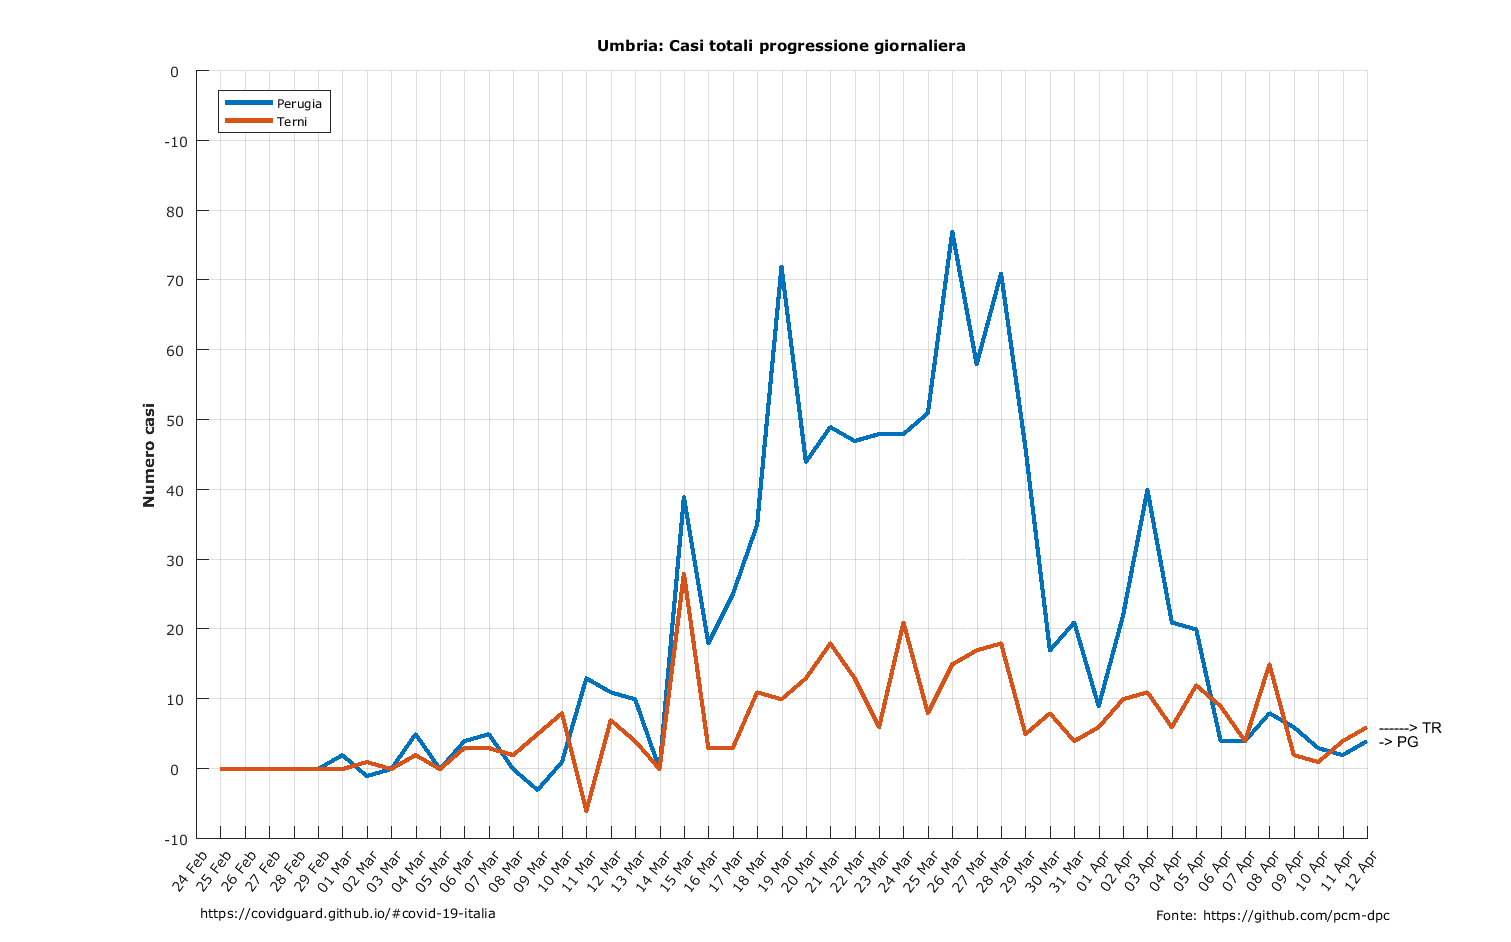 Umbria: Casi totali progressione giornaliera
0
-10
80
70
60
50
40
30
20
10
0
-10
Numero casi
Perugia
Terni
------> TR
-> PG
24 Feb
25 Feb
26 Feb
27 Feb
28 Feb
29 Feb
01 Mar
02 Mar
03 Mar
04 Mar
05 Mar
06 Mar
07 Mar
08 Mar
09 Mar
10 Mar
11 Mar
12 Mar
13 Mar
14 Mar
15 Mar
16 Mar
17 Mar
18 Mar
19 Mar
20 Mar
21 Mar
22 Mar
23 Mar
24 Mar
25 Mar
26 Mar
27 Mar
28 Mar
29 Mar
30 Mar
31 Mar
01 Apr
02 Apr
03 Apr
04 Apr
05 Apr
06 Apr
07 Apr
08 Apr
09 Apr
10 Apr
11 Apr
12 Apr
https://covidguard.github.io/#covid-19-italia
Fonte: https://github.com/pcm-dpc